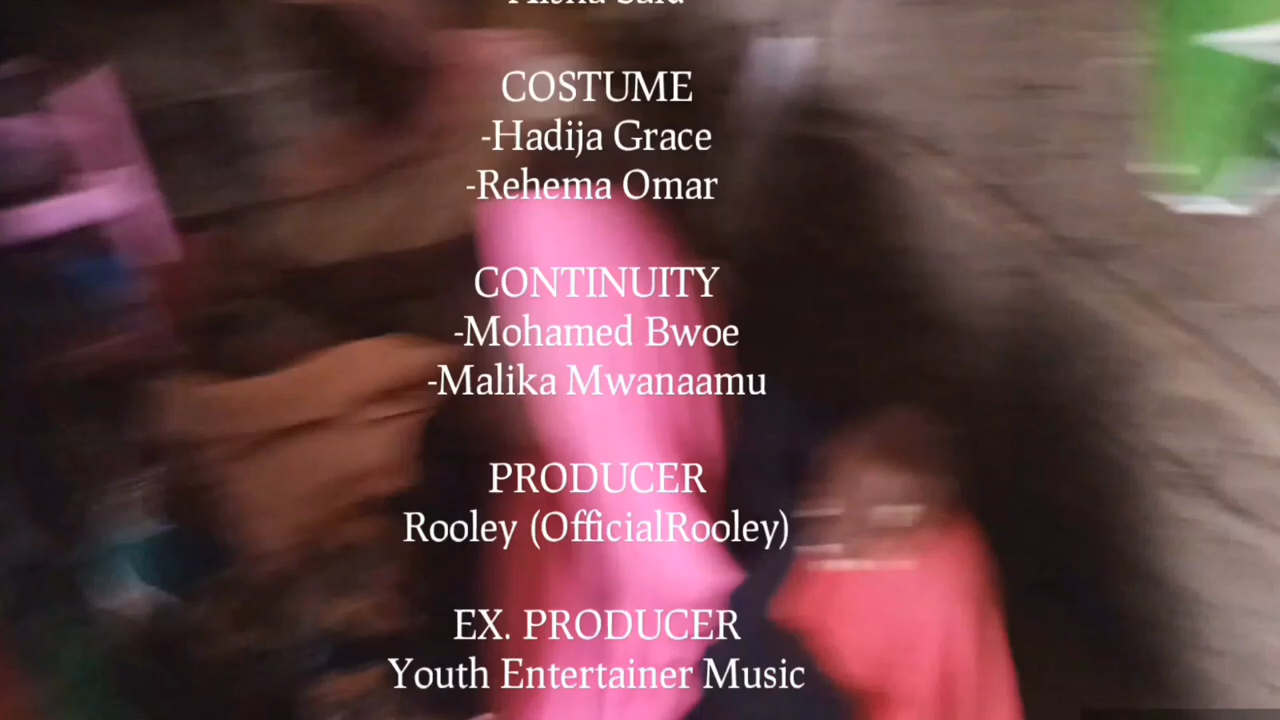 COSTUME
-Hadija Grace
-Rehema Omar
CONTINUITY
-Mohamed Bwoe
-Malika Mwanaamu
PRODUCER
Rooley (OfficialRooley)
EX. PRODUCER
Youth Entertainer Music